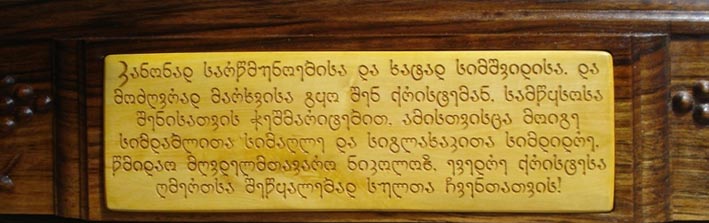 კანონად სარწმუნოებისა და ხატად სიმშვიდისა. და
მოძღვრად მარხვისა გყო შენ ქრისტემან, სამწყსოსა
შენისათვის ჭეშმარიტებით. ამისთვისცა მოიგე
სიმდაბლითა სიმაღლე და სიგლახაკითა სიმდიდრე,
წმიდაო მღვდელმთავარო ნიკოლოზ, ევედრე ქრისტესა
ღმერთსა შეწყალებად სულთა ჩვენთათვის!